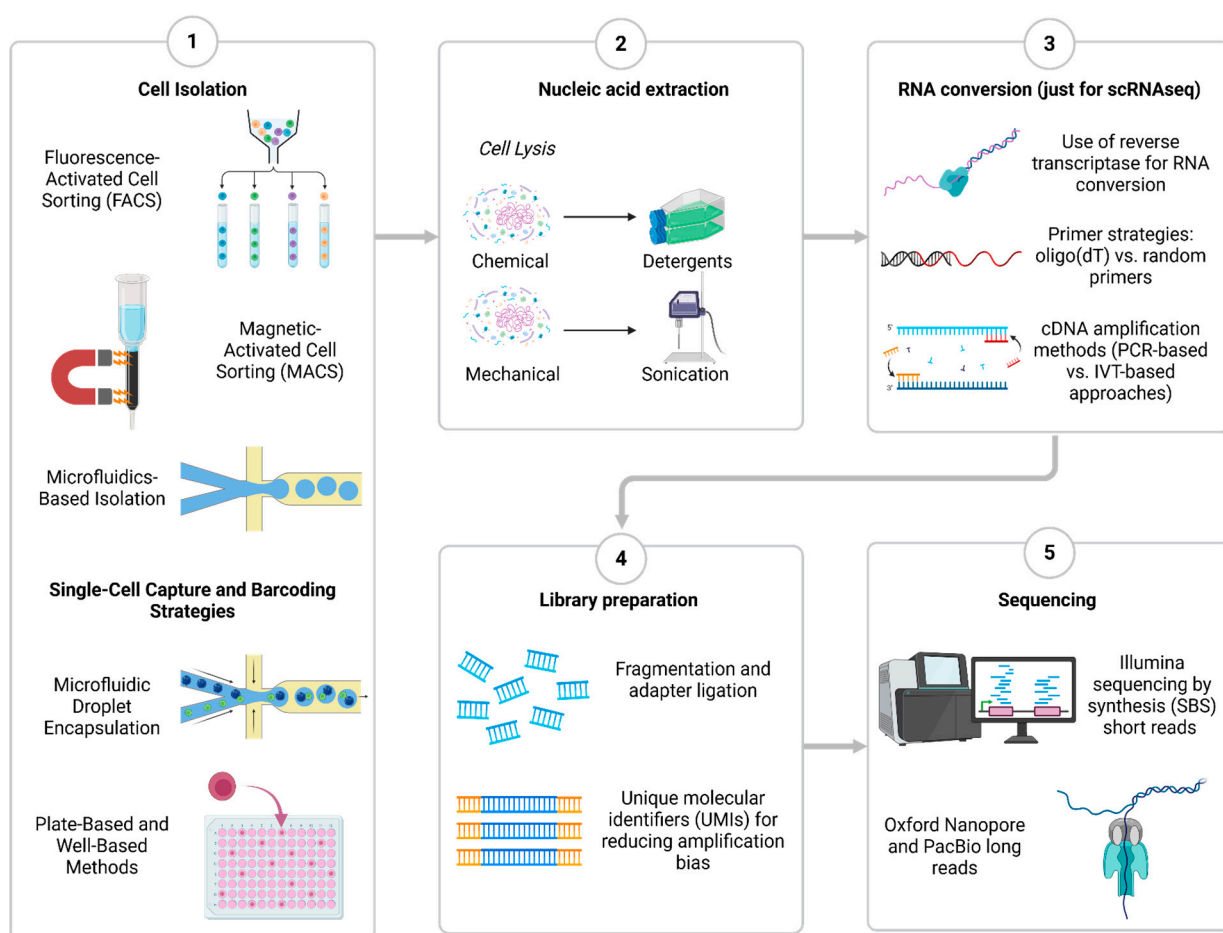 1
Cell Isolation
Fluorescence-
Activated Cell
Sorting (FACS)
Magnetic-
Activated Cell
Sorting (MACS)
Microfluidics-
Based Isolation
Single-Cell Capture and Barcoding
Strategies
Microfluidic
Droplet
Encapsulation
Plate-Based and
Well-Based
Methods
2
Nucleic acid extraction
Cell Lysis
Chemical
Detergents
Mechanical
Sonication
3
RNA conversion (just for scRNAseq)
Use of reverse
transcriptase for RNA
conversion
Primer strategies:
oligo(dT) vs. random
primers
5'
3'
cDNA amplification
methods (PCR-based
vs. IVT-based
approaches)
4
Library preparation
Fragmentation and
adapter ligation
Unique molecular
identifiers (UMIs) for
reducing amplification
bias
5
Sequencing
Illumina
sequencing by
synthesis (SBS)
short reads
Oxford Nanopore
and PacBio long
reads